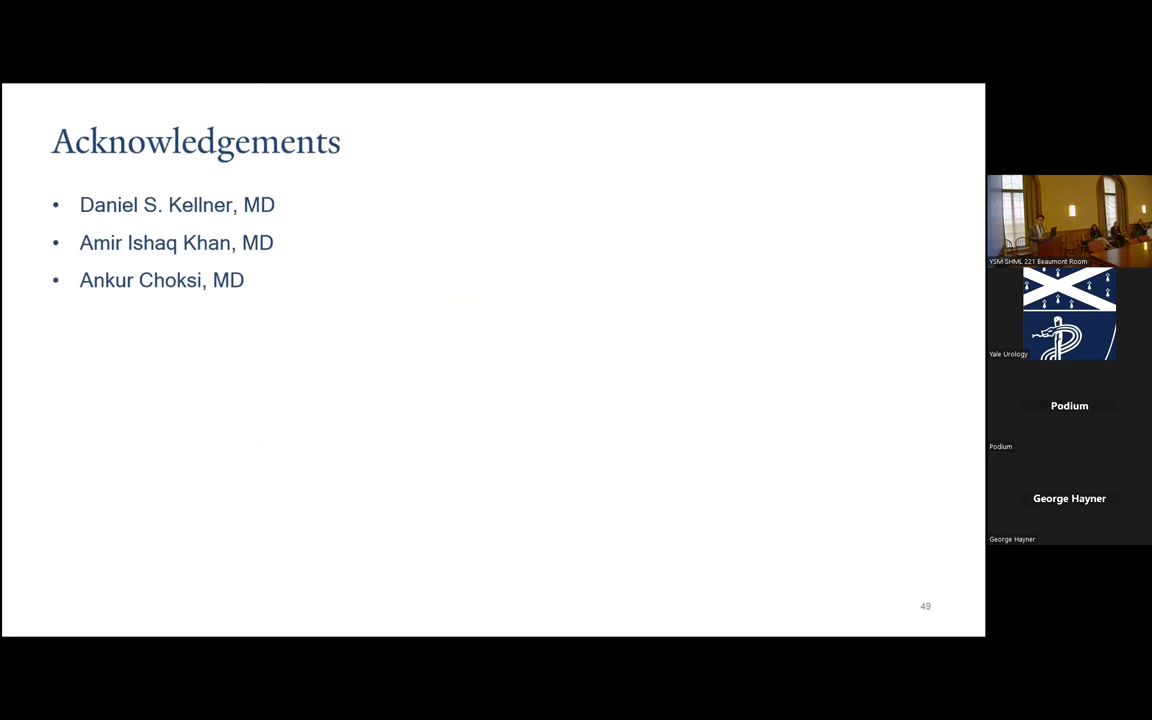 Acknowledgements
• Daniel S. Kellner, MD
• Amir Ishaq Khan, MD
• Ankur Choksi, MD
49
YSM SHML 221 Beaumont Room
Yale Urology
Podium
Podium
George Hayner
George Hayner